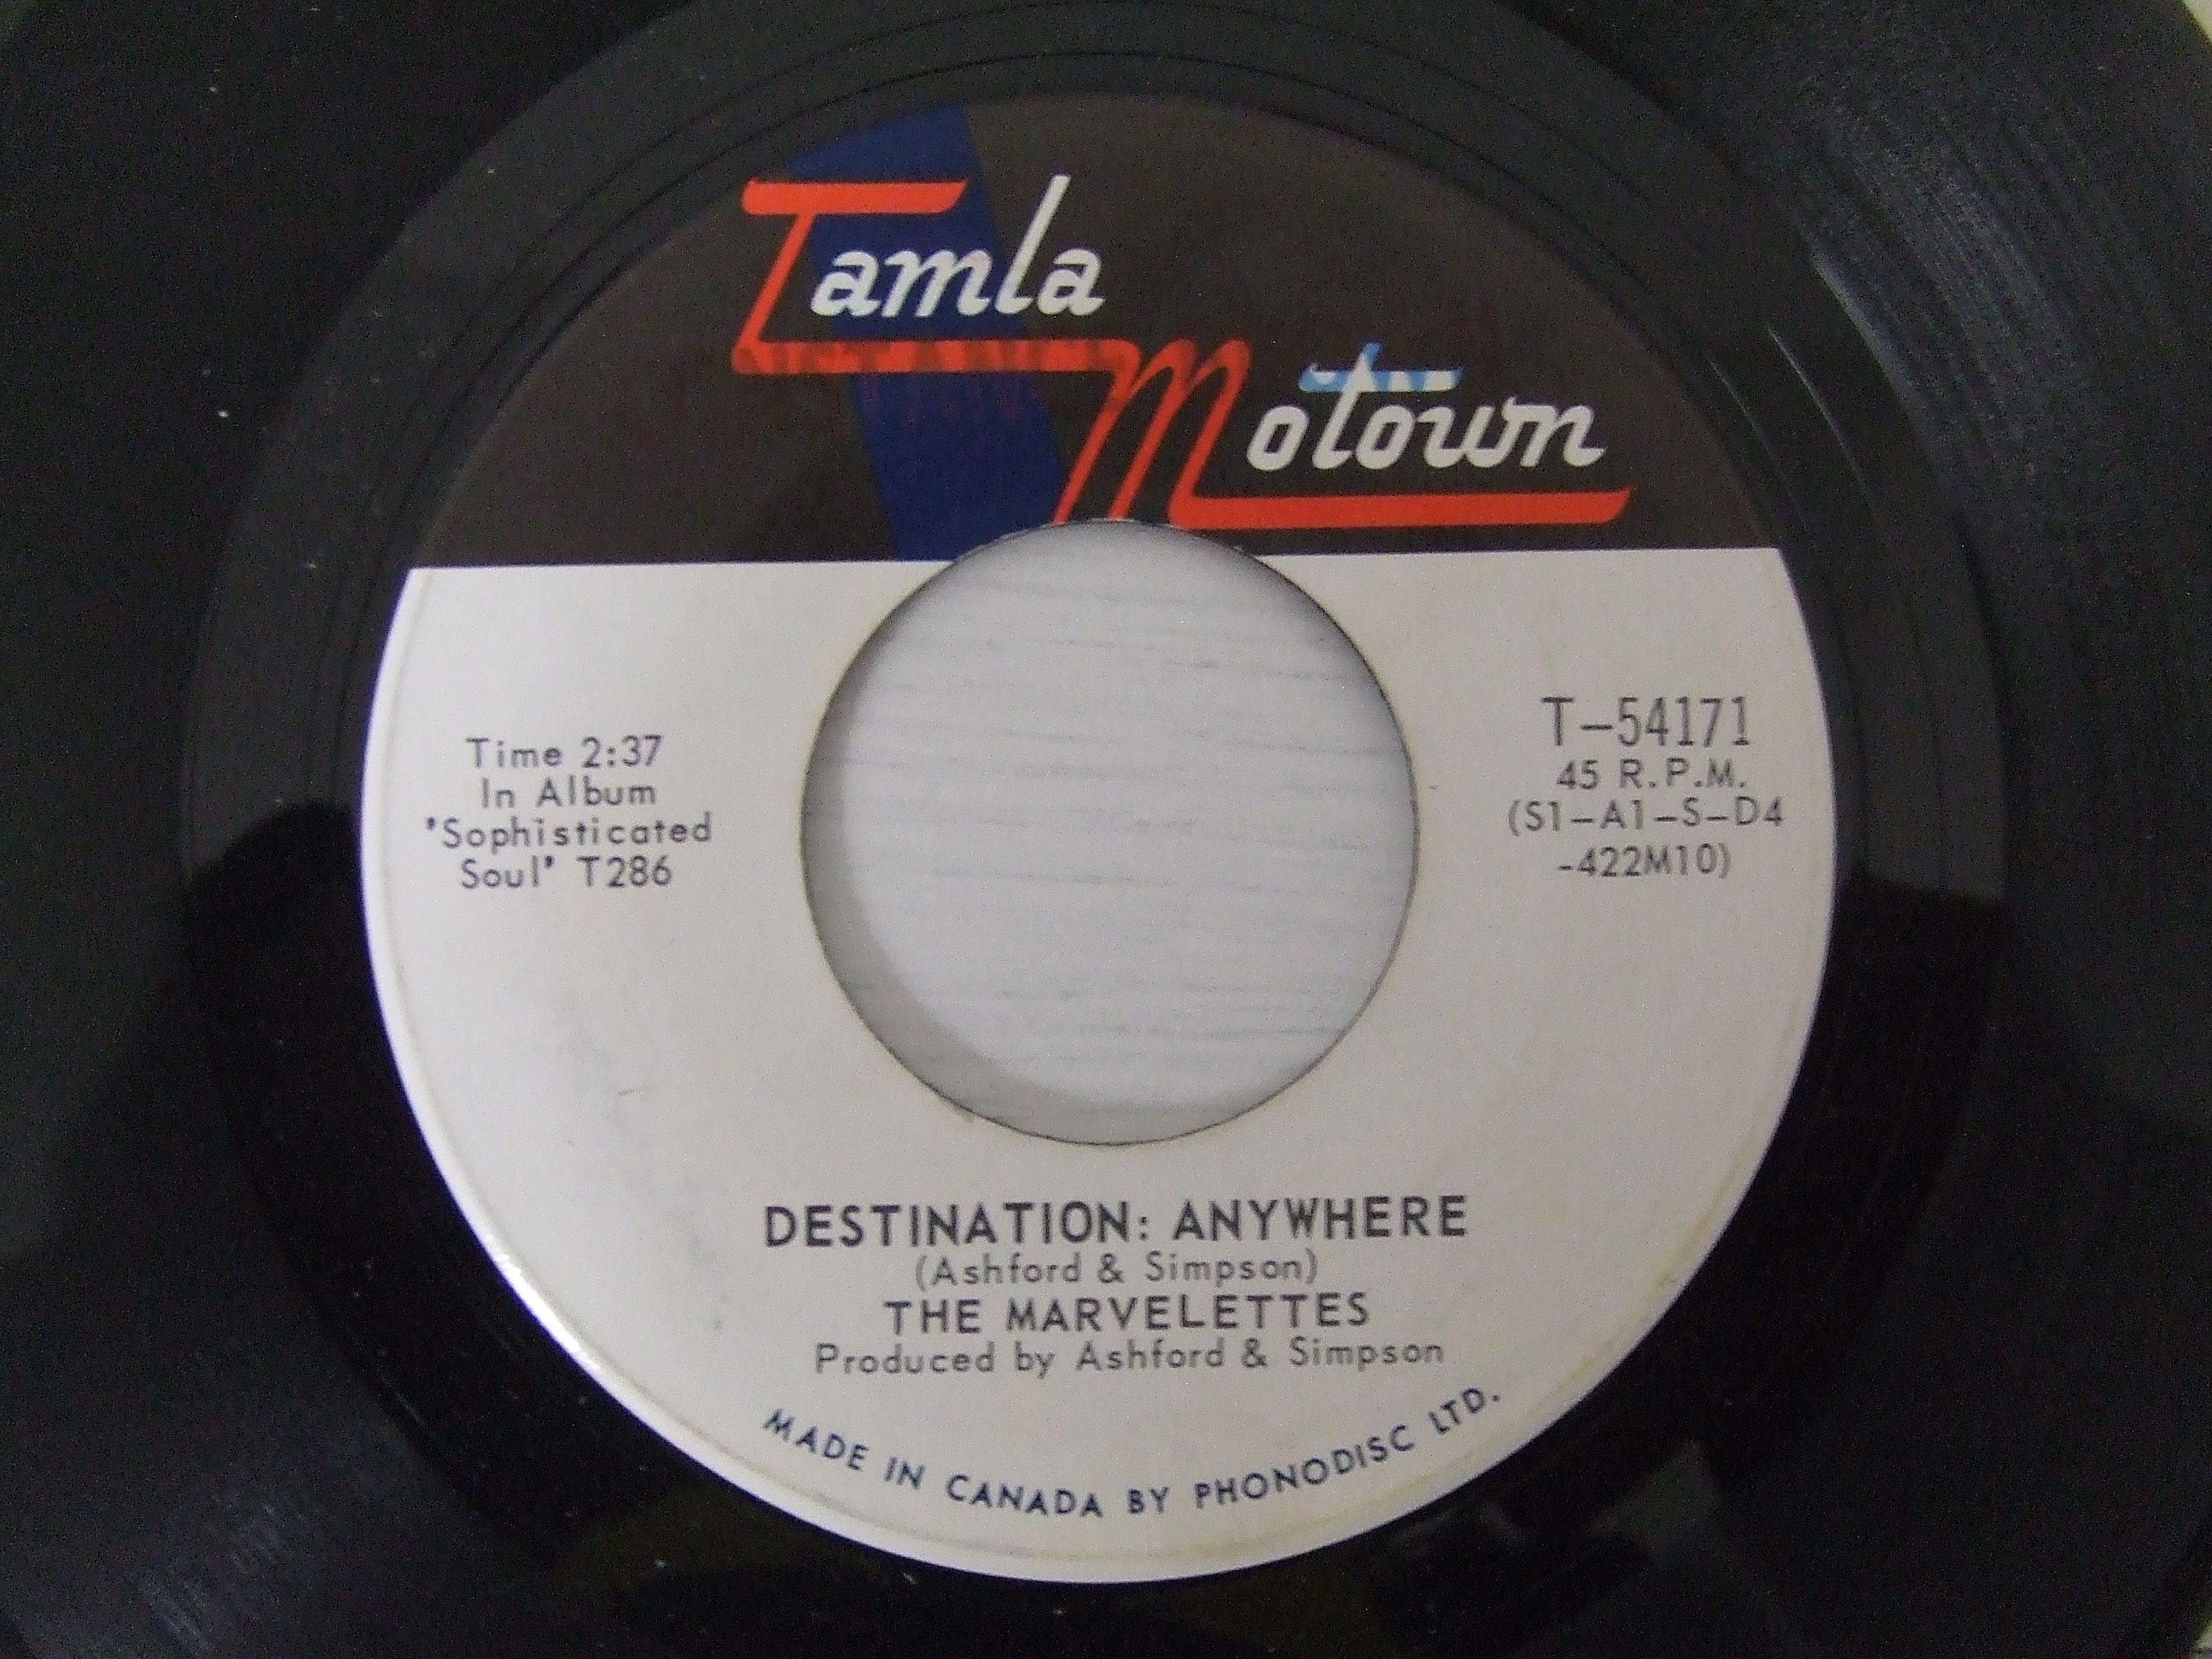 Tamla
Motown
Time 2:37
In Album
"Sophisticated
Soul" T286
T-54171
45 R.P.M.
(S1-A1-S-D4
-422M10)
DESTINATION: ANYWHERE
(Ashford & Simpson)
THE MARVELETTES
Produced by Ashford & Simpson
MADE IN CANADA BY PHONODISC LTD.